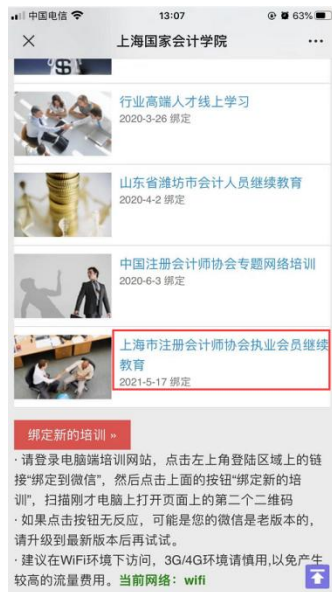 中国电信 13:07 63%
上海国家会计学院
行业高端人才线上学习
2020-3-26 绑定
山东省潍坊市会计人员继续教育
2020-4-2 绑定
中国注册会计师协会专题网络培训
2020-6-3 绑定
上海市注册会计师协会执业会员继续
教育
2021-5-17 绑定
绑定新的培训 »
· 请登录电脑端培训网站，点击左上角登陆区域上的链
接“绑定到微信”，然后点击上面的按钮“绑定新的培
训”，扫描刚才电脑上打开页面上的第二个二维码
· 如果点击按钮无反应，可能是您的微信是老版本的，
请升级到最新版本后再试试。
· 建议在WiFi环境下访问，3G/4G环境请慎用,以免产生
较高的流量费用。当前网络：wifi